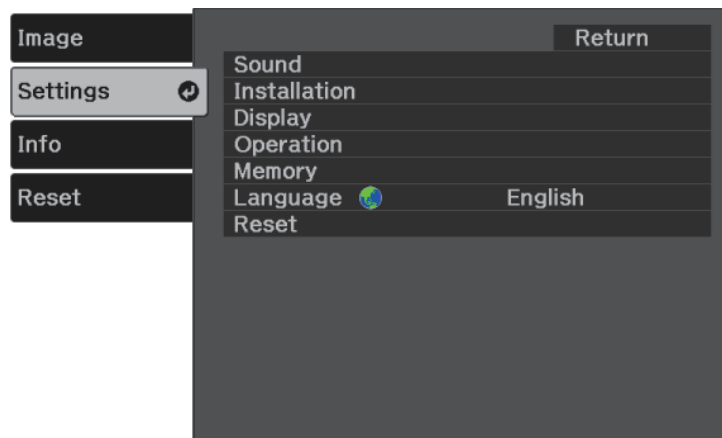 Image
Settings
Info
Reset
Return
Sound
Installation
Display
Operation
Memory
Language English
Reset